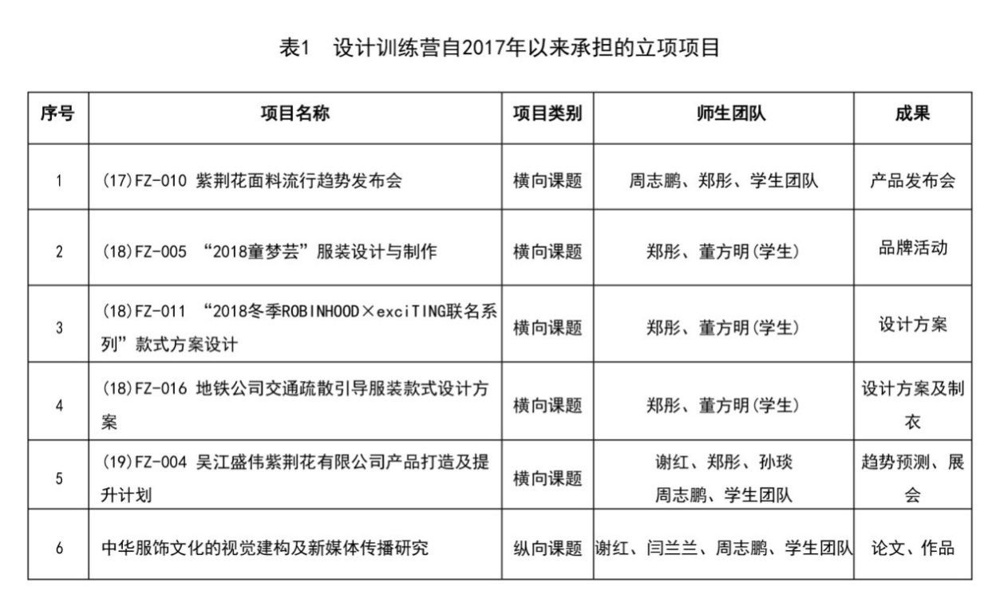 表1 设计训练营自2017年以来承担的立项项目
序号 项目名称 项目类别 师生团队 成果
1 (17)FZ-010 紫荆花面料流行趋势发布会 横向课题 周志鹏、郑彤、学生团队 产品发布会
2 (18)FZ-005 “2018童梦芸”服装设计与制作 横向课题 郑彤、董方明(学生) 品牌活动
3 (18)FZ-011 “2018冬季ROBINHOOD×exciTING联名系
列”款式方案设计 横向课题 郑彤、董方明(学生) 设计方案
4 (18)FZ-016 地铁公司交通疏散引导服装款式设计方
案 横向课题 郑彤、董方明(学生) 设计方案及制
衣
5 (19)FZ-004 吴江盛伟紫荆花有限公司产品打造及提
升计划 横向课题 谢红、郑彤、孙琰
周志鹏、学生团队 趋势预测、展
会
6 中华服饰文化的视觉建构及新媒体传播研究 纵向课题 谢红、闫兰兰、周志鹏、学生团队 论文、作品